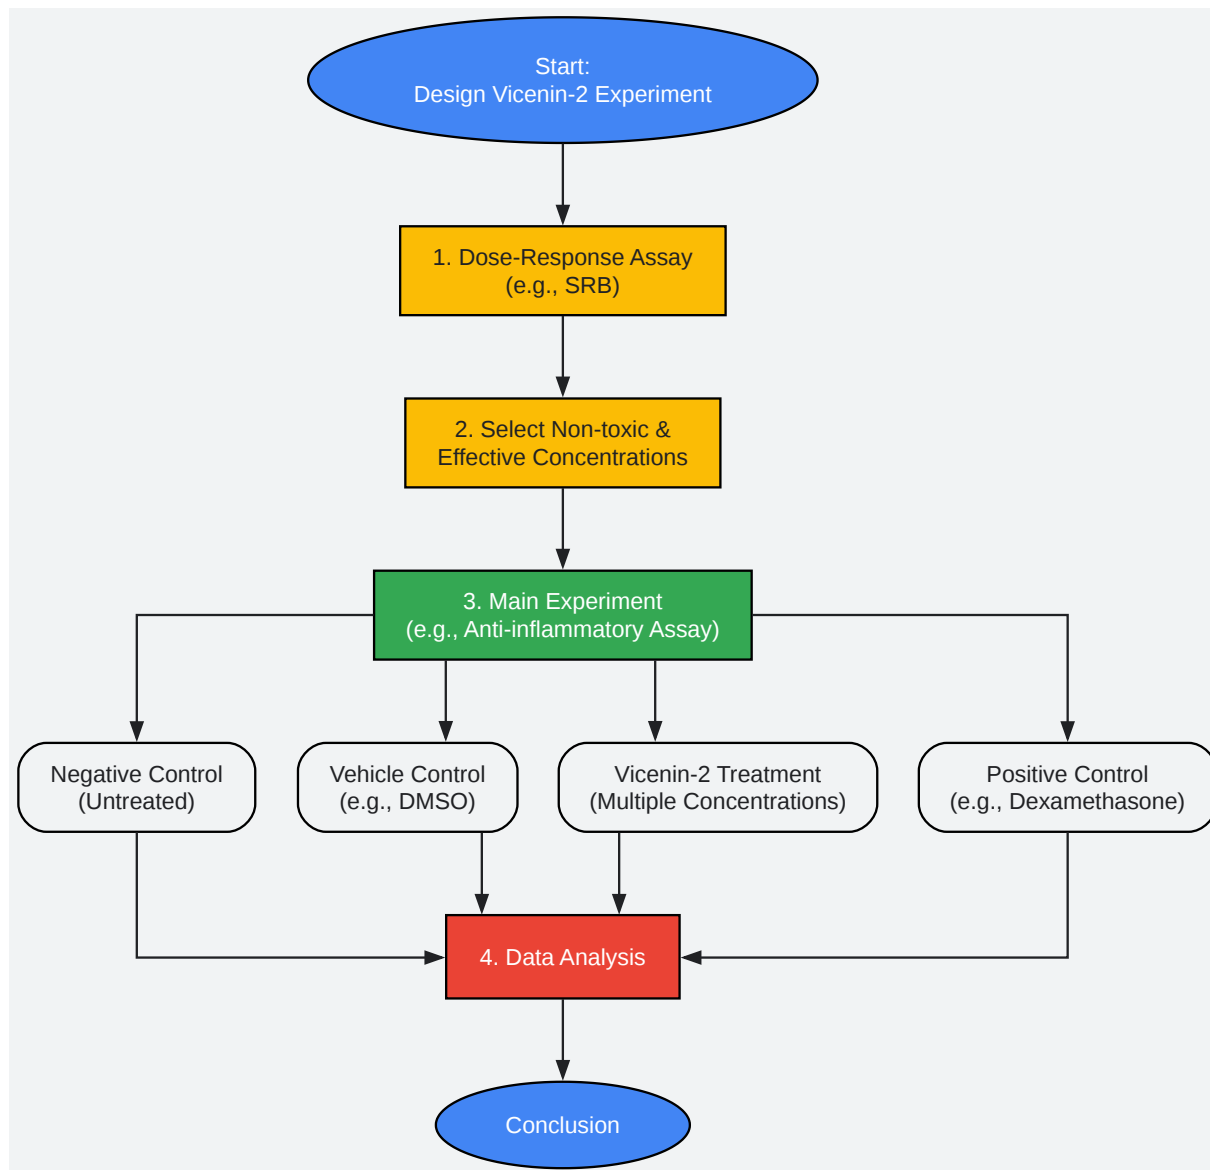 Start:
Design Vicenin-2 Experiment
1. Dose-Response Assay
(e.g., SRB)
2. Select Non-toxic &
Effective Concentrations
3. Main Experiment
(e.g., Anti-inflammatory Assay)
Negative Control
(Untreated)
Vehicle Control
(e.g., DMSO)
Vicenin-2 Treatment
(Multiple Concentrations)
Positive Control
(e.g., Dexamethasone)
4. Data Analysis
Conclusion